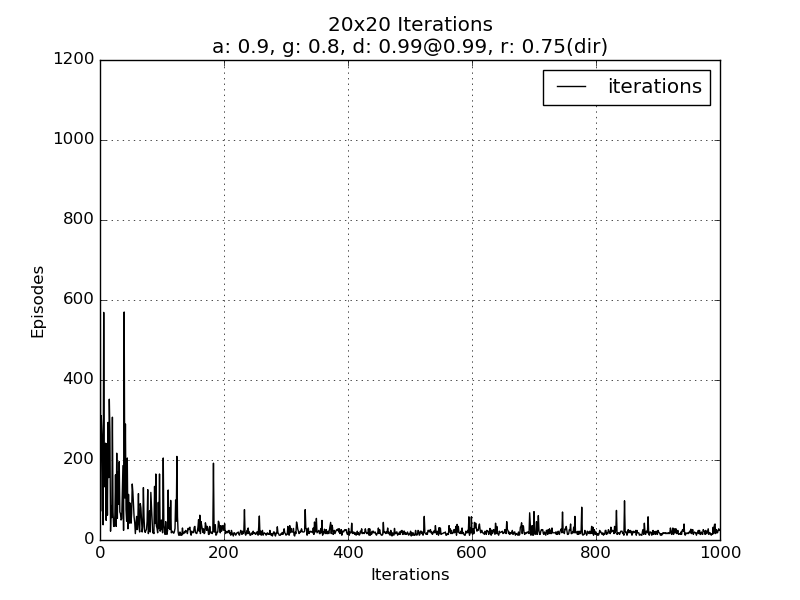 20x20 Iterations
a: 0.9, g: 0.8, d: 0.99@0.99, r: 0.75(dir)
iterations
1200
1000
800
600
400
200
0
Episodes
0 200 400 600 800 1000
Iterations